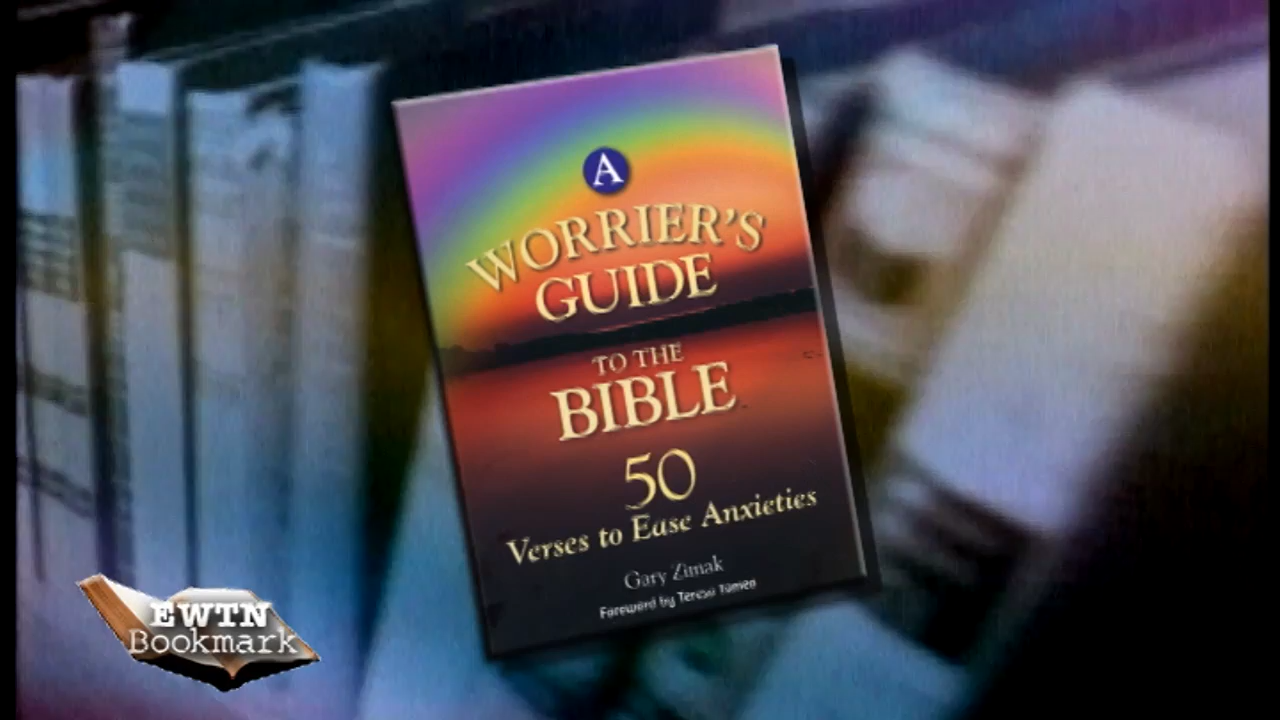 A
WORRIER'S
GUIDE
TO THE
BIBLE
50
Verses to Ease Anxieties
Gary Zimak
Foreword by Teresa Tomeo
EWTN
Bookmark